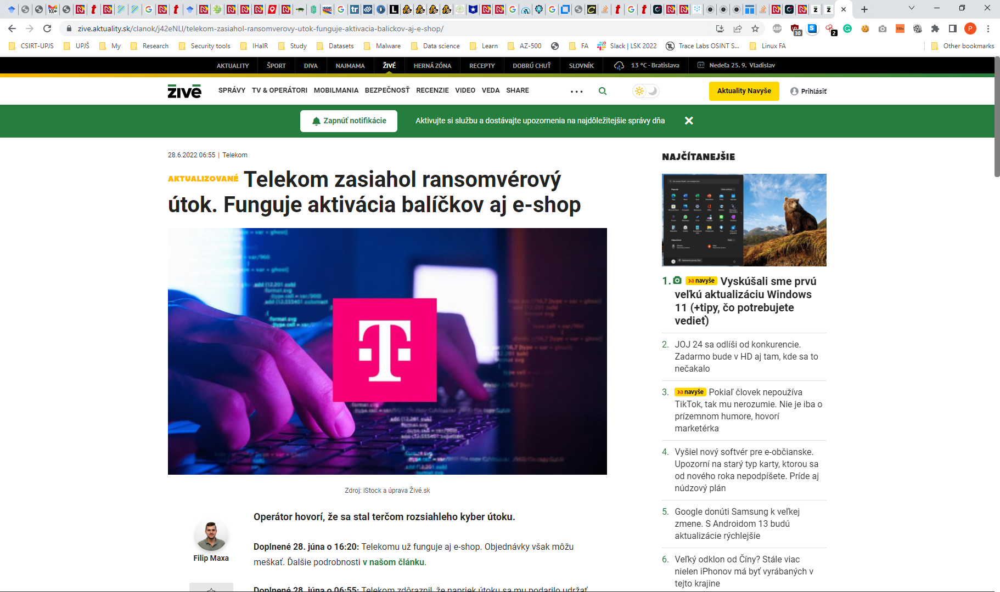 zive.aktuality.sk/clanok/j42eNLI/telekom-zasiahol-ransomverovy-utok-funguje-aktivacia-balickov-aj-e-shop/
CSIRT-UPJS
UPJŠ
My
Research
Security tools
IHaIR
Study
Datasets
Malware
Data science
Learn
AZ-500
FA
Slack | LSK 2022
Trace Labs OSINT S...
Linux FA
Other bookmarks
AKTUALITY
ŠPORT
DIVA
NAJMAMA
ŽIVÉ
HERNÁ ZÓNA
RECEPTY
DOBRÚ CHUŤ
SLOVNÍK
13 °C - Bratislava
Nedeľa 25. 9. Vladislav
živé
SPRÁVY
TV & OPERÁTORI
MOBILMANIA
BEZPEČNOSŤ
RECENZIE
VIDEO
VEDA
SHARE
Aktuality Navyše
Prihlásiť
Zapnúť notifikácie
Aktivujte si službu a dostávajte upozornenia na najdôležitejšie správy dňa
28.6.2022 06:55 | Telekom
AKTUALIZOVANÉ Telekom zasiahol ransomvérový
útok. Funguje aktivácia balíčkov aj e-shop
T
Zdroj: iStock a úprava Živé.sk
Filip Maxa
Operátor hovorí, že sa stal terčom rozsiahleho kyber útoku.
Doplnené 28. júna o 16:20: Telekomu už funguje aj e-shop. Objednávky však môžu
meškať. Ďalšie podrobnosti v našom článku.
Doplnené 28. júna o 06:55: Telekom zdôraznil, že napriek útoku sa mu podarilo udržať
NAJČÍTANEJŠIE
1. navyše Vyskúšali sme prvú
veľkú aktualizáciu Windows
11 (+tipy, čo potrebujete
vedieť)
2. JOJ 24 sa odlíši od konkurencie.
Zadarmo bude v HD aj tam, kde sa to
nečakalo
3. navyše Pokiaľ človek nepoužíva
TikTok, tak mu nerozumie. Nie je iba o
prízemnom humore, hovorí
marketérka
4. Vyšiel nový softvér pre e-občianske.
Upozorní na starý typ karty, ktorou sa
od nového roka nepodpíšete. Príde aj
núdzový plán
5. Google donúti Samsung k veľkej
zmene. S Androidom 13 budú
aktualizácie rýchlejšie
6. Veľký odklon od Číny? Stále viac
nielen iPhonov má byť vyrábaných v
tejto krajine